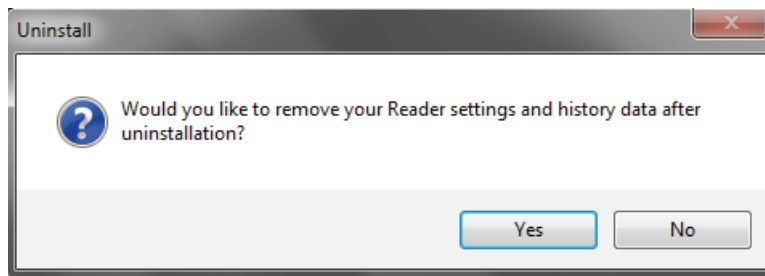 Uninstall
Would you like to remove your Reader settings and history data after
uninstallation?
Yes
No